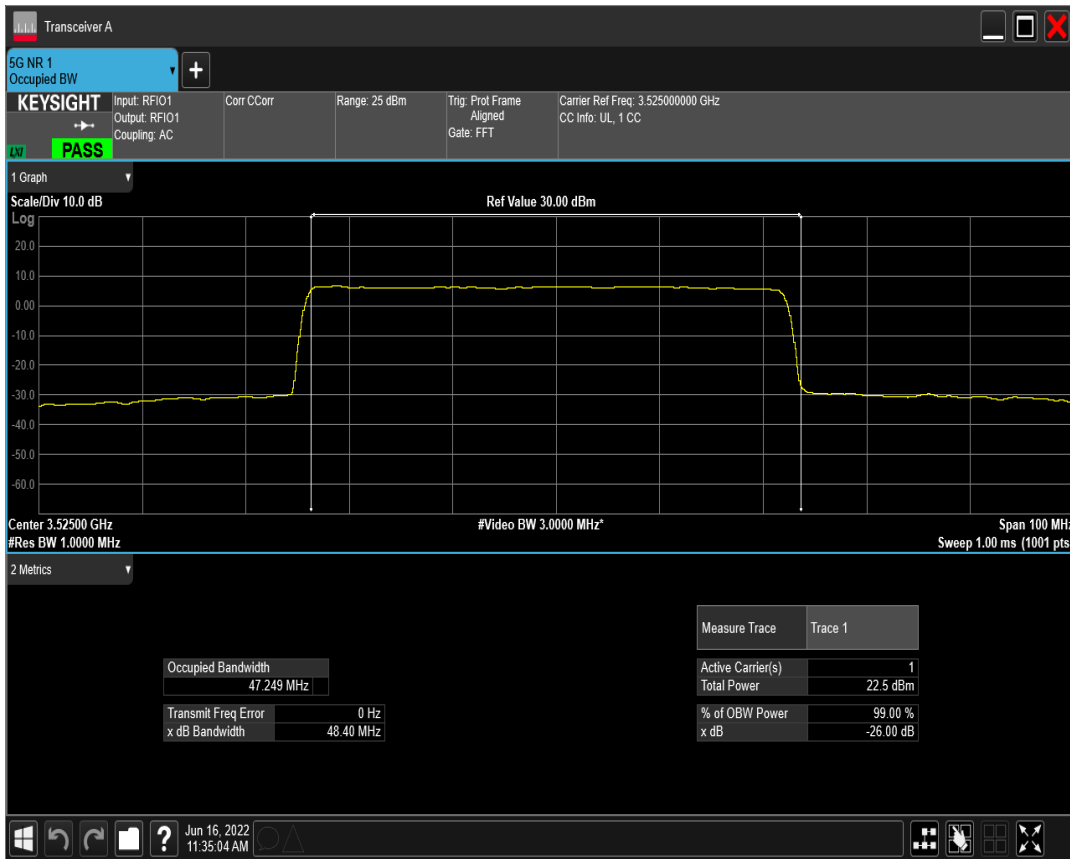 Transceiver A
5G NR 1
Occupied BW
KEYSIGHT
Input: RFIO1
Output: RFIO1
Coupling: AC
Corr CCorr
Range: 25 dBm
Trig: Prot Frame
Aligned
Gate: FFT
Carrier Ref Freq: 3.525000000 GHz
CC Info: UL, 1 CC
LXI
PASS
1 Graph
Scale/Div 10.0 dB
Ref Value 30.00 dBm
Log
20.0
10.0
0.00
-10.0
-20.0
-30.0
-40.0
-50.0
-60.0
Center 3.52500 GHz
#Video BW 3.0000 MHz*
Span 100 MHz
#Res BW 1.0000 MHz
Sweep 1.00 ms (1001 pts
2 Metrics
Measure Trace Trace 1
Occupied Bandwidth
47.249 MHz
Active Carrier(s) 1
Total Power 22.5 dBm
Transmit Freq Error 0 Hz
x dB Bandwidth 48.40 MHz
% of OBW Power 99.00 %
x dB -26.00 dB
?
Jun 16, 2022
11:35:04 AM